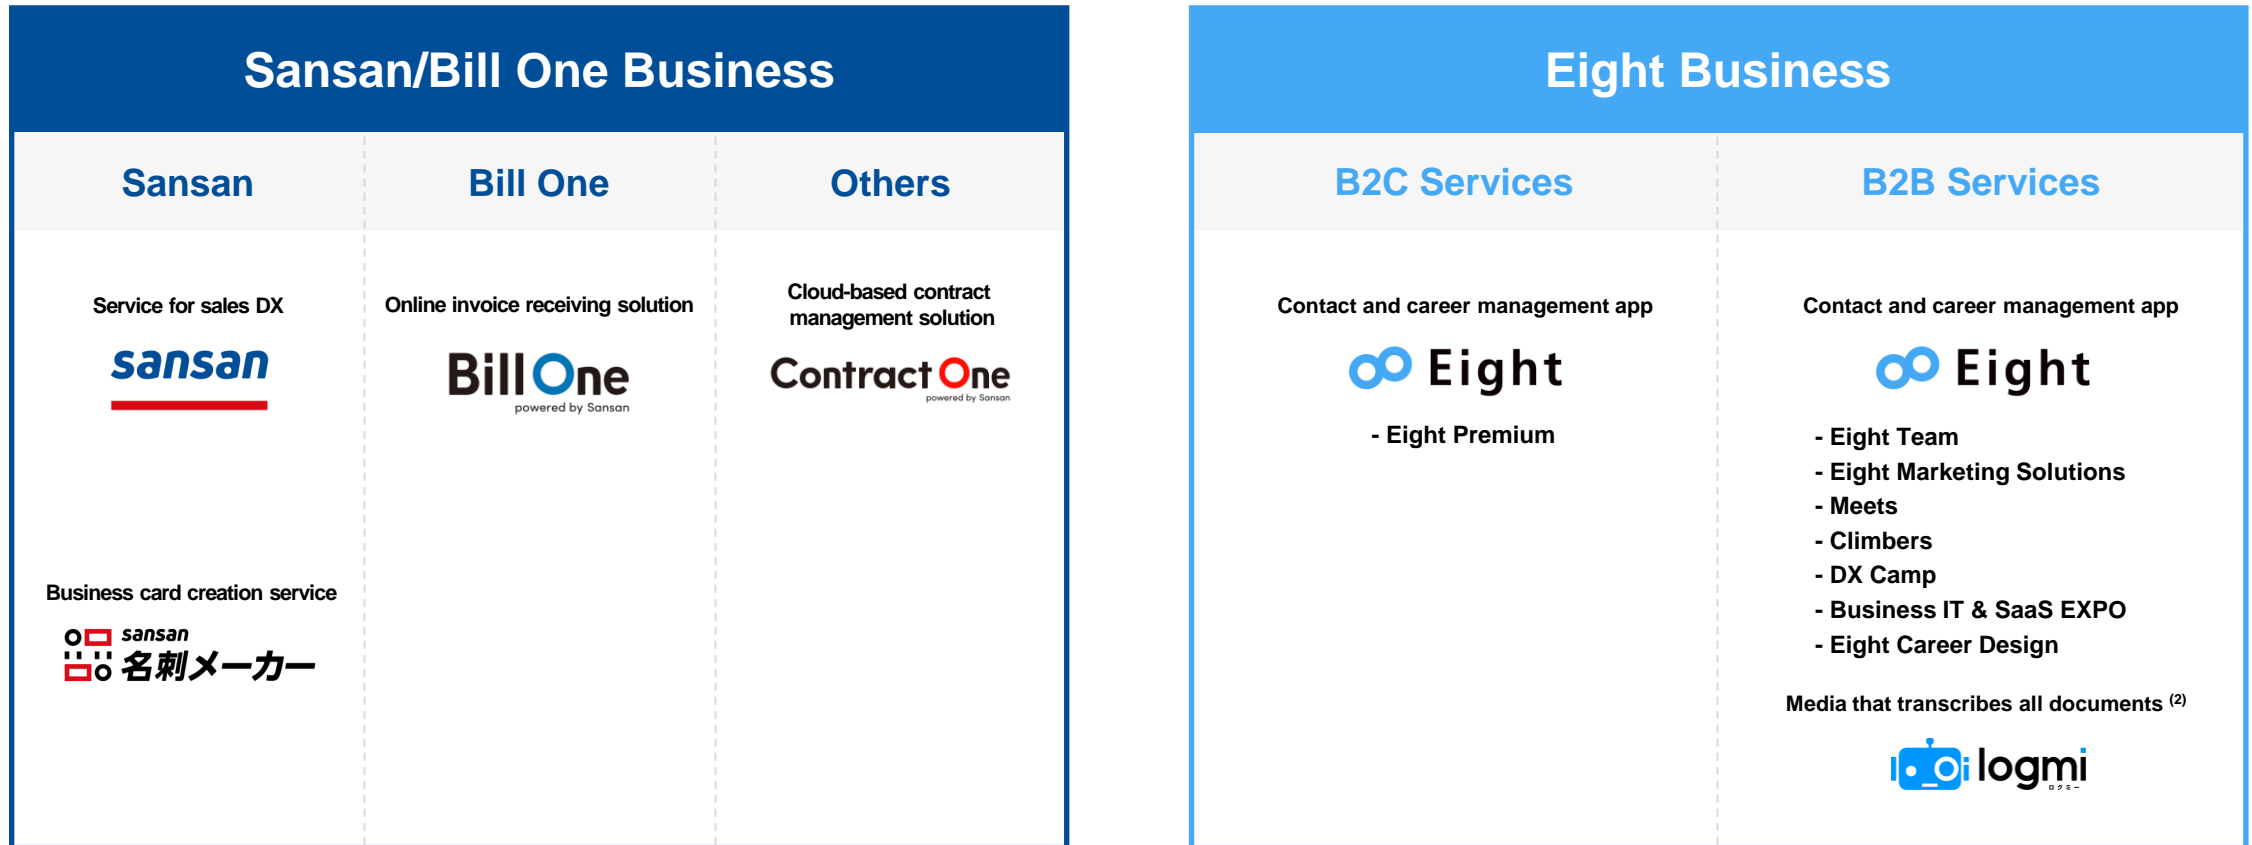 Sansan/Bill One Business
Sansan
Bill One
Others
Service for sales DX
sansan
Business card creation service
sansan
名刺メーカー
Online invoice receiving solution
Bill One
powered by Sansan
Cloud-based contract
management solution
Contract One
powered by Sansan
Eight Business
B2C Services
B2B Services
Contact and career management app
Eight
- Eight Premium
Contact and career management app
Eight
- Eight Team
- Eight Marketing Solutions
- Meets
- Climbers
- DX Camp
- Business IT & SaaS EXPO
- Eight Career Design
Media that transcribes all documents (2)
logmi
ログミー